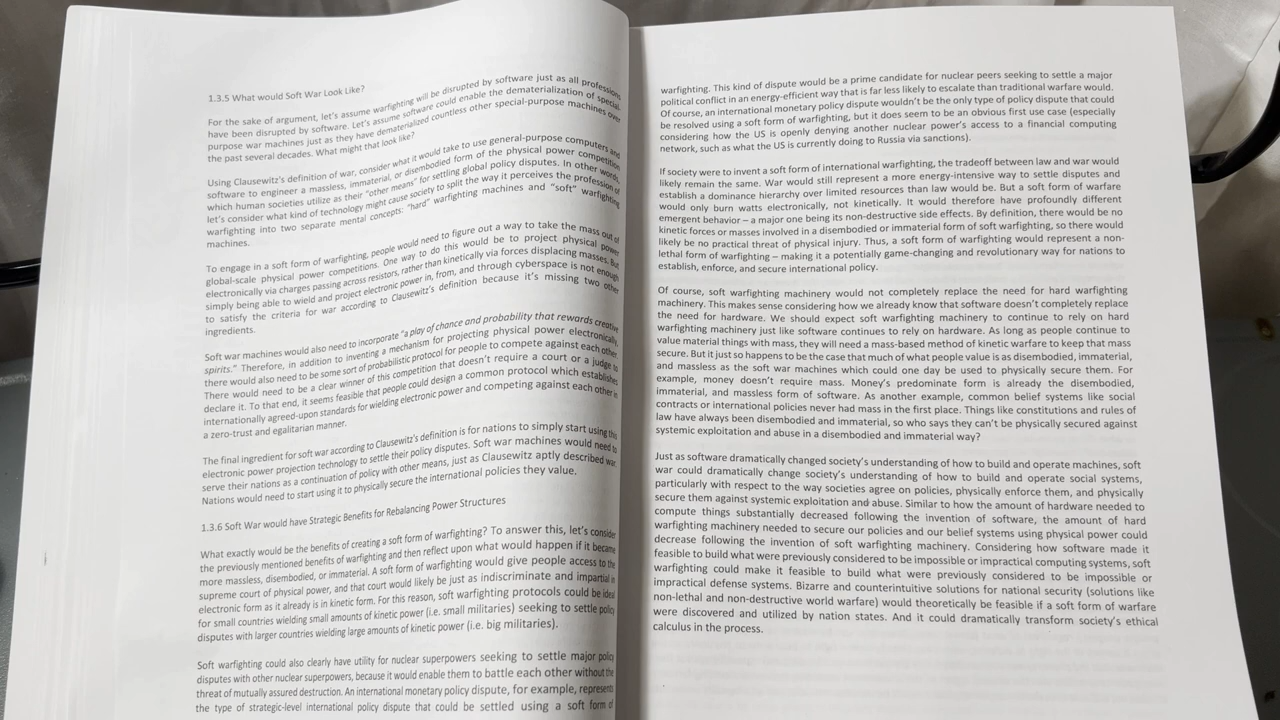 1.3.5 What would Soft War Look Like?
For the sake of argument, let's assume warfighting will be disrupted by software just as all professions
have been disrupted by software. Let's assume software could enable the dematerialization of special-
purpose war machines just as they have dematerialized countless other special-purpose machines over
the past several decades. What might that look like?
Using Clausewitz's definition of war, consider what it would take to use general-purpose computers and
software to engineer a massless, immaterial, or disembodied form of the physical power competition
which human societies utilize as their "other means" for settling global policy disputes. In other words,
let's consider what kind of technology might cause society to split the way it perceives the profession of
warfighting into two separate mental concepts: "hard" warfighting machines and "soft" warfighting
machines.
To engage in a soft form of warfighting, people would need to figure out a way to take the mass out of
global-scale physical power competitions. One way to do this would be to project physical power
electronically via charges passing across resistors, rather than kinetically via forces displacing masses. But
simply being able to wield and project electronic power in, from, and through cyberspace is not enough
to satisfy the criteria for war according to Clausewitz's definition because it's missing two other
ingredients.
Soft war machines would also need to incorporate "a play of chance and probability that rewards creative
spirits." Therefore, in addition to inventing a mechanism for projecting physical power electronically,
there would also need to be some sort of probabilistic protocol for people to compete against each other.
There would need to be a clear winner of this competition that doesn't require a court or a judge to
declare it. To that end, it seems feasible that people could design a common protocol which establishes
internationally agreed-upon standards for wielding electronic power and competing against each other in
a zero-trust and egalitarian manner.
The final ingredient for soft war according to Clausewitz's definition is for nations to simply start using this
electronic power projection technology to settle their policy disputes. Soft war machines would need to
serve their nations as a continuation of policy with other means, just as Clausewitz aptly described war.
Nations would need to start using it to physically secure the international policies they value.
1.3.6 Soft War would have Strategic Benefits for Rebalancing Power Structures
What exactly would be the benefits of creating a soft form of warfighting? To answer this, let's consider
the previously mentioned benefits of warfighting and then reflect upon what would happen if it became
more massless, disembodied, or immaterial. A soft form of warfighting would give people access to the
supreme court of physical power, and that court would likely be just as indiscriminate and impartial in
electronic form as it already is in kinetic form. For this reason, soft warfighting protocols could be ideal
for small countries wielding small amounts of kinetic power (i.e. small militaries) seeking to settle policy
disputes with larger countries wielding large amounts of kinetic power (i.e. big militaries).
Soft warfighting could also clearly have utility for nuclear superpowers seeking to settle major policy
disputes with other nuclear superpowers, because it would enable them to battle each other without the
threat of mutually assured destruction. An international monetary policy dispute, for example, represents
the type of strategic-level international policy dispute that could be settled using a soft form of
warfighting. This kind of dispute would be a prime candidate for nuclear peers seeking to settle a major
political conflict in an energy-efficient way that is far less likely to escalate than traditional warfare would.
Of course, an international monetary policy dispute wouldn't be the only type of policy dispute that could
be resolved using a soft form of warfighting, but it does seem to be an obvious first use case (especially
considering how the US is openly denying another nuclear power's access to a financial computing
network, such as what the US is currently doing to Russia via sanctions).
If society were to invent a soft form of international warfighting, the tradeoff between law and war would
likely remain the same. War would still represent a more energy-intensive way to settle disputes and
establish a dominance hierarchy over limited resources than law would be. But a soft form of warfare
would only burn watts electronically, not kinetically. It would therefore have profoundly different
emergent behavior – a major one being its non-destructive side effects. By definition, there would be no
kinetic forces or masses involved in a disembodied or immaterial form of soft warfighting, so there would
likely be no practical threat of physical injury. Thus, a soft form of warfighting would represent a non-
lethal form of warfighting – making it a potentially game-changing and revolutionary way for nations to
establish, enforce, and secure international policy.
Of course, soft warfighting machinery would not completely replace the need for hard warfighting
machinery. This makes sense considering how we already know that software doesn't completely replace
the need for hardware. We should expect soft warfighting machinery to continue to rely on hard
warfighting machinery just like software continues to rely on hardware. As long as people continue to
value material things with mass, they will need a mass-based method of kinetic warfare to keep that mass
secure. But it just so happens to be the case that much of what people value is as disembodied, immaterial,
and massless as the soft war machines which could one day be used to physically secure them. For
example, money doesn't require mass. Money's predominate form is already the disembodied,
immaterial, and massless form of software. As another example, common belief systems like social
contracts or international policies never had mass in the first place. Things like constitutions and rules of
law have always been disembodied and immaterial, so who says they can't be physically secured against
systemic exploitation and abuse in a disembodied and immaterial way?
Just as software dramatically changed society's understanding of how to build and operate machines, soft
war could dramatically change society's understanding of how to build and operate social systems,
particularly with respect to the way societies agree on policies, physically enforce them, and physically
secure them against systemic exploitation and abuse. Similar to how the amount of hardware needed to
compute things substantially decreased following the invention of software, the amount of hard
warfighting machinery needed to secure our policies and our belief systems using physical power could
decrease following the invention of soft warfighting machinery. Considering how software made it
feasible to build what were previously considered to be impossible or impractical computing systems, soft
warfighting could make it feasible to build what were previously considered to be impossible or
impractical defense systems. Bizarre and counterintuitive solutions for national security (solutions like
non-lethal and non-destructive world warfare) would theoretically be feasible if a soft form of warfare
were discovered and utilized by nation states. And it could dramatically transform society's ethical
calculus in the process.